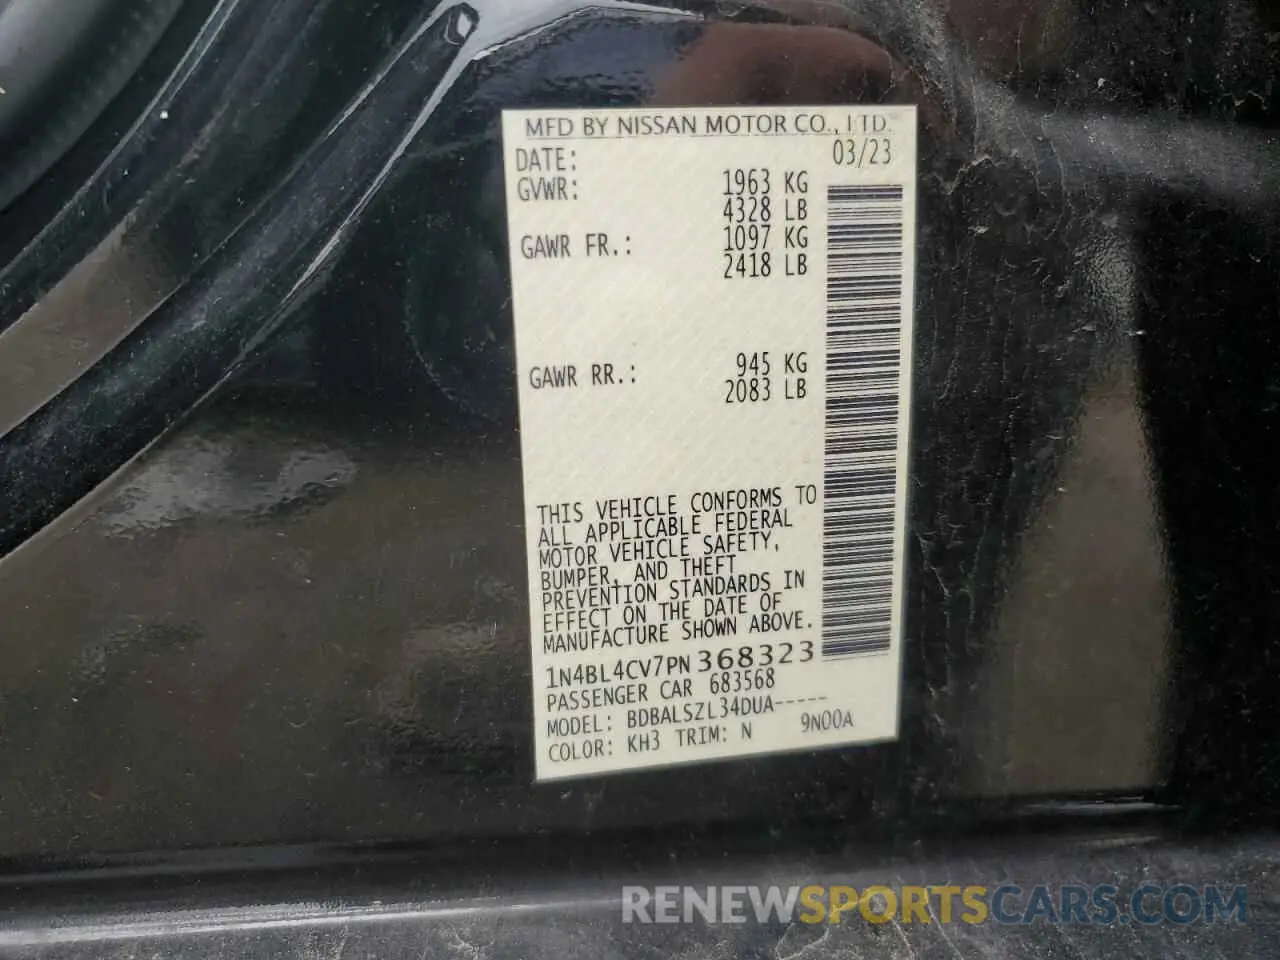 MFD BY NISSAN MOTOR CO., LTD.
DATE: 03/23
GVWR: 1963 KG
4328 LB
GAWR FR.: 1097 KG
2418 LB
GAWR RR.: 945 KG
2083 LB
THIS VEHICLE CONFORMS TO
ALL APPLICABLE FEDERAL
MOTOR VEHICLE SAFETY,
BUMPER, AND THEFT
PREVENTION STANDARDS IN
EFFECT ON THE DATE OF
MANUFACTURE SHOWN ABOVE.
1N4BL4CV7PN368323
PASSENGER CAR 683568
MODEL: BDBALSZL34DUA-----
COLOR: KH3 TRIM: N 9N00A
RENEWSPORTSCARS.COM